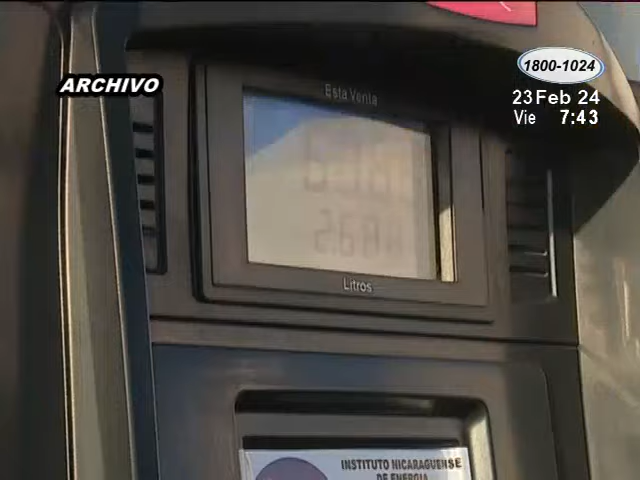 1800-1024
ARCHIVO
23 Feb 24
Vie 7:43
Esta Venta
Litros
INSTITUTO NICARAGUENSE
DE ENERGIA